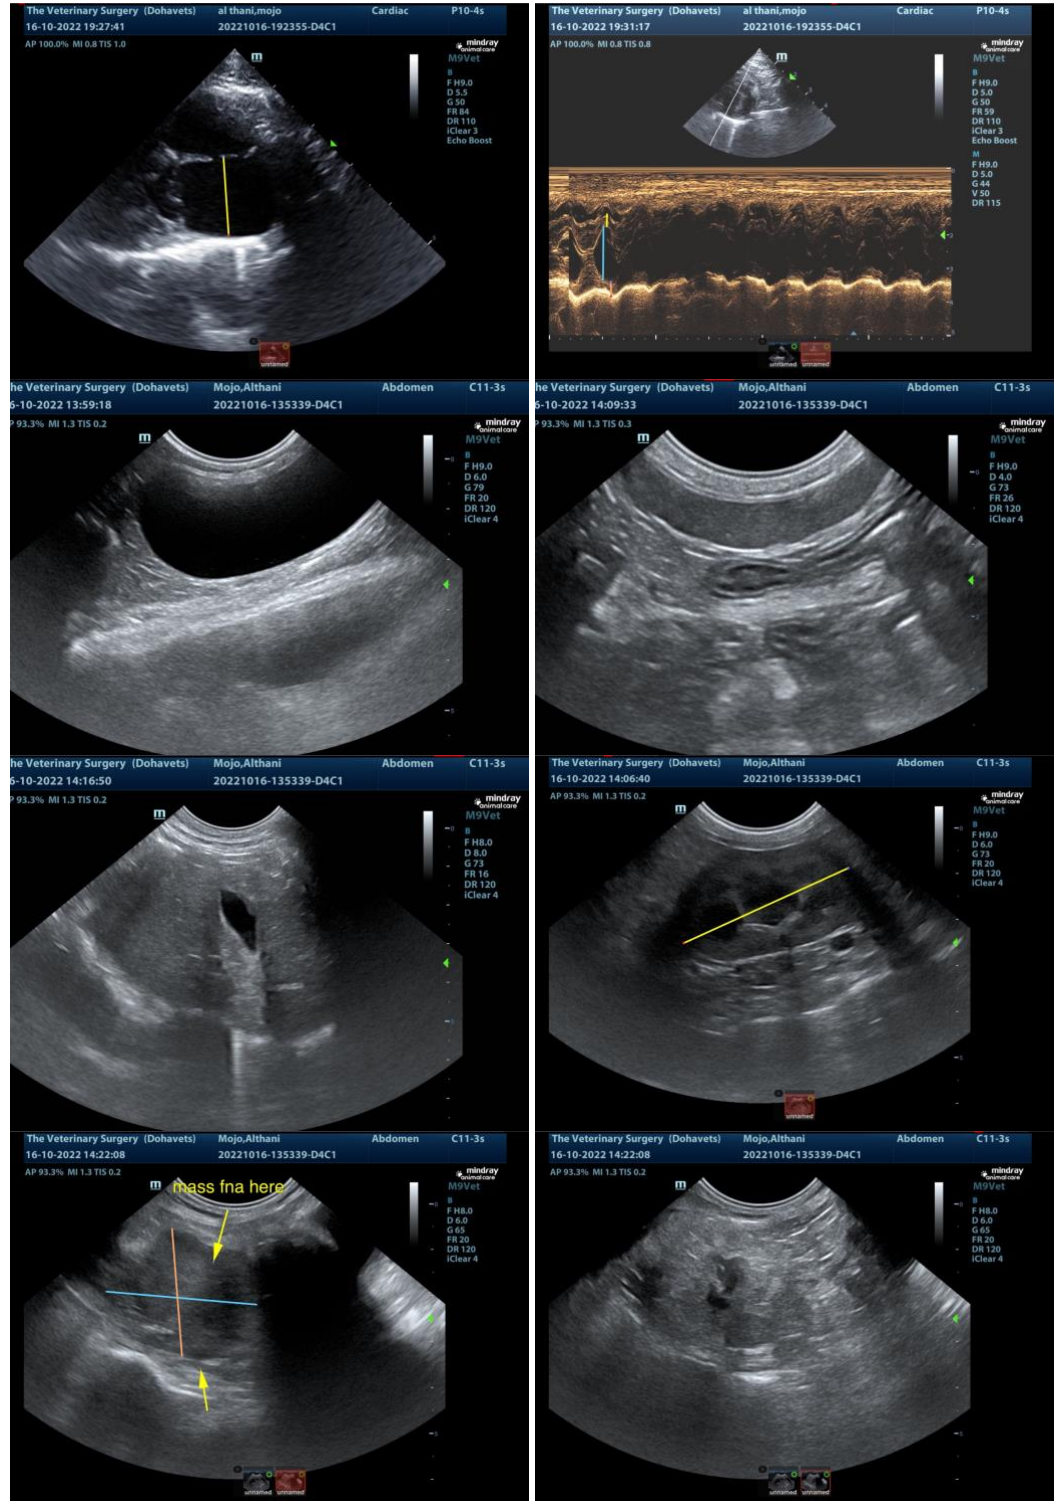 The Veterinary Surgery (Dohavets) al thani,mojo Cardiac P10-4s
16-10-2022 19:27:41 20221016-192355-D4C1
AP 100.0% MI 0.8 TIS 1.0
mindray
animal care
M9Vet
B
F H9.0
D 5.5
G 50
FR 84
DR 110
iClear 3
Echo Boost
unnamed
The Veterinary Surgery (Dohavets) al thani,mojo Cardiac P10-4s
16-10-2022 19:31:17 20221016-192355-D4C1
AP 100.0% MI 0.8 TIS 0.8
mindray
animal care
M9Vet
B
F H9.0
D 5.0
G 50
FR 59
DR 110
iClear 3
Echo Boost
M
F H9.0
D 5.0
G 44
V 50
DR 115
unnamed unnamed
he Veterinary Surgery (Dohavets) Mojo,Althani Abdomen C11-3s
6-10-2022 13:59:18 20221016-135339-D4C1
P 93.3% MI 1.3 TIS 0.2
mindray
animal care
M9Vet
B
F H9.0
D 6.0
G 79
FR 20
DR 120
iClear 4
he Veterinary Surgery (Dohavets) Mojo,Althani Abdomen C11-3s
6-10-2022 14:09:33 20221016-135339-D4C1
P 93.3% MI 1.3 TIS 0.3
mindray
animal care
M9Vet
B
F H9.0
D 4.0
G 73
FR 26
DR 120
iClear 4
he Veterinary Surgery (Dohavets) Mojo,Althani Abdomen C11-3s
6-10-2022 14:16:50 20221016-135339-D4C1
P 93.3% MI 1.3 TIS 0.2
mindray
animal care
M9Vet
B
F H8.0
D 8.0
G 73
FR 16
DR 120
iClear 4
The Veterinary Surgery (Dohavets) Mojo,Althani Abdomen C11-3s
16-10-2022 14:06:40 20221016-135339-D4C1
AP 93.3% MI 1.3 TIS 0.2
mindray
animal care
M9Vet
B
F H9.0
D 6.0
G 73
FR 20
DR 120
iClear 4
unnamed
The Veterinary Surgery (Dohavets) Mojo,Althani Abdomen C11-3s
16-10-2022 14:22:08 20221016-135339-D4C1
AP 93.3% MI 1.3 TIS 0.2
mass fna here
mindray
animal care
M9Vet
B
F H8.0
D 6.0
G 65
FR 20
DR 120
iClear 4
unnamed unnamed
The Veterinary Surgery (Dohavets) Mojo,Althani Abdomen C11-3s
16-10-2022 14:22:08 20221016-135339-D4C1
AP 93.3% MI 1.3 TIS 0.2
mindray
animal care
M9Vet
B
F H8.0
D 6.0
G 65
FR 20
DR 120
iClear 4
unnamed unnamed